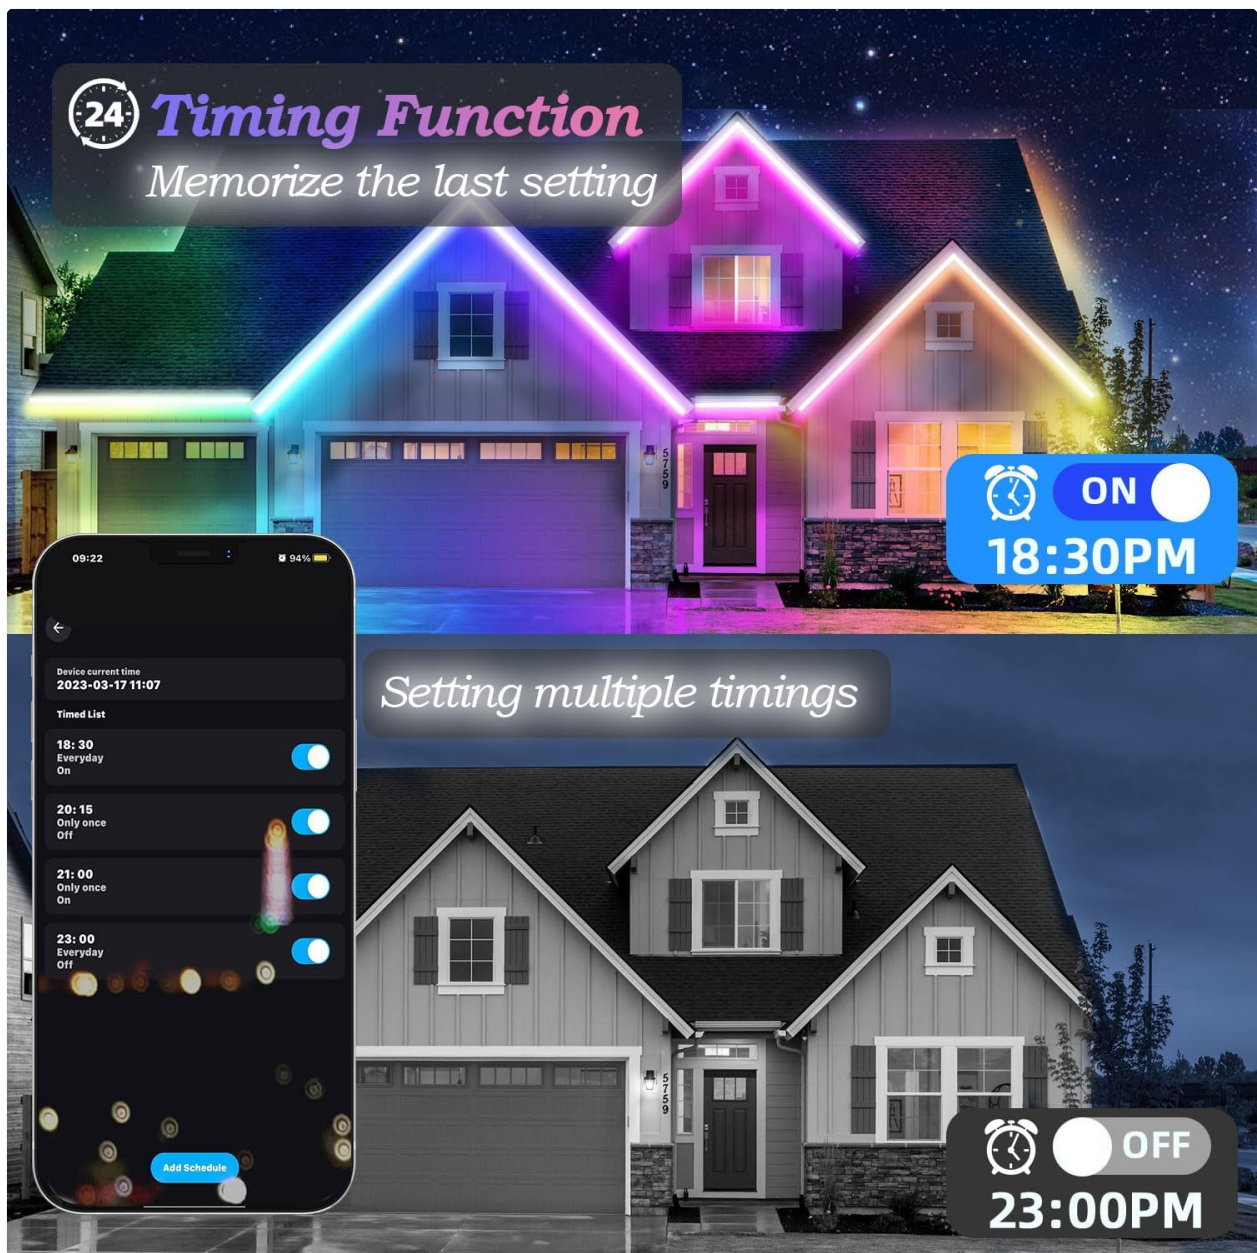 24 Timing Function
Memorize the last setting
5759
ON
18:30PM
09:22
94%
Device current time
2023-03-17 11:07
Timed List
18: 30
Everyday
On
20: 15
Only once
Off
21: 00
Only once
On
23: 00
Everyday
Off
Add Schedule
Setting multiple timings
5759
OFF
23:00PM